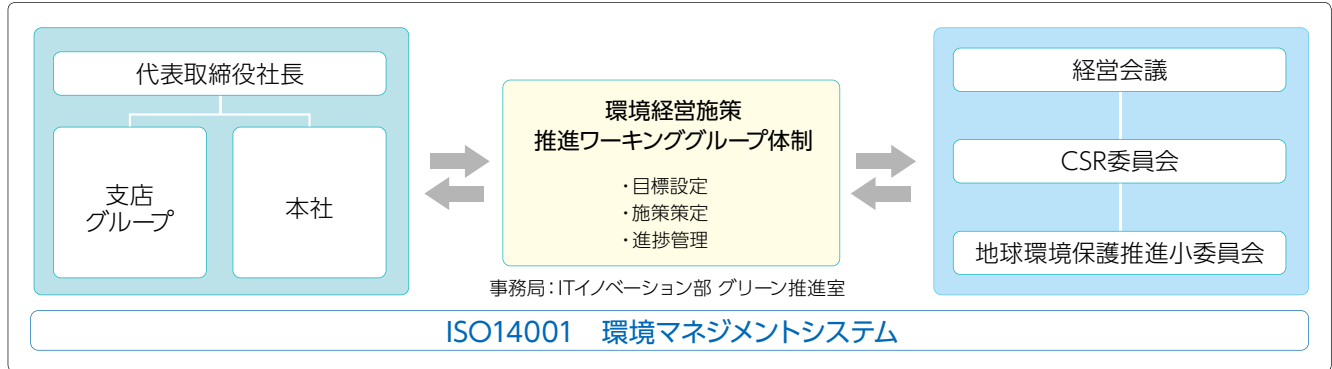 代表取締役社長
支店
グループ
本社
環境経営施策
推進ワーキンググループ体制
・目標設定
・施策策定
・進捗管理
事務局：ITイノベーション部 グリーン推進室
経営会議
CSR委員会
地球環境保護推進小委員会
ISO14001　環境マネジメントシステム